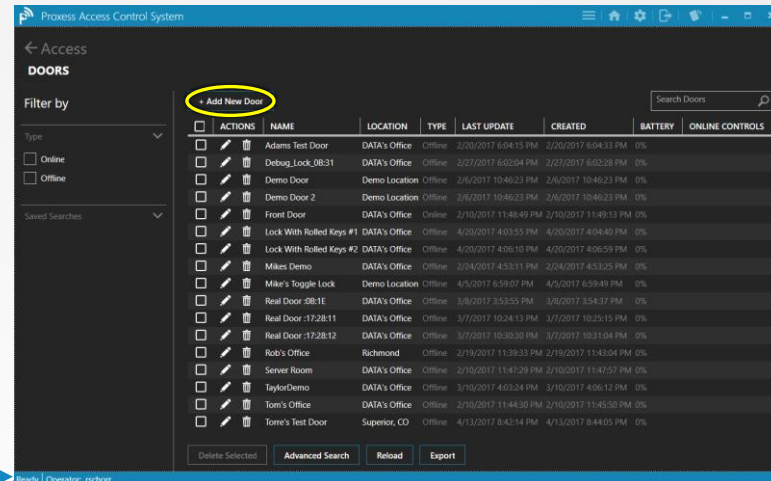 Proxess Access Control System
Access
DOORS
Filter by
Type
Online
Offline
Saved Searches
+ Add New Door
Search Doors
ACTIONS NAME LOCATION TYPE LAST UPDATE CREATED BATTERY ONLINE CONTROLS
Adams Test Door DATA's Office Offline 2/20/2017 6:04:15 PM 2/20/2017 6:04:33 PM 0%
Debug_Lock_0B:31 DATA's Office Offline 2/27/2017 6:02:04 PM 2/27/2017 6:02:28 PM 0%
Demo Door Demo Location Offline 2/6/2017 10:46:23 PM 2/6/2017 10:46:23 PM 0%
Demo Door 2 Demo Location Offline 2/6/2017 10:46:23 PM 2/6/2017 10:46:23 PM 0%
Front Door DATA's Office Online 2/10/2017 11:48:49 PM 2/10/2017 11:49:13 PM 0%
Lock With Rolled Keys #1 DATA's Office Offline 4/20/2017 4:03:55 PM 4/20/2017 4:04:40 PM 0%
Lock With Rolled Keys #2 DATA's Office Offline 4/20/2017 4:06:10 PM 4/20/2017 4:06:59 PM 0%
Mikes Demo DATA's Office Offline 2/24/2017 4:53:11 PM 2/24/2017 4:53:25 PM 0%
Mike's Toggle Lock Demo Location Offline 4/5/2017 6:59:07 PM 4/5/2017 6:59:49 PM 0%
Real Door :0B:1E DATA's Office Offline 3/8/2017 3:53:55 PM 3/8/2017 3:54:37 PM 0%
Real Door :17:28:11 DATA's Office Offline 3/7/2017 10:24:13 PM 3/7/2017 10:25:15 PM 0%
Real Door :17:28:12 DATA's Office Offline 3/7/2017 10:30:30 PM 3/7/2017 10:31:04 PM 0%
Rob's Office Richmond Offline 2/19/2017 11:39:33 PM 2/19/2017 11:43:04 PM 0%
Server Room DATA's Office Offline 2/10/2017 11:47:29 PM 2/10/2017 11:47:57 PM 0%
TaylorDemo DATA's Office Offline 3/10/2017 4:03:24 PM 3/10/2017 4:06:12 PM 0%
Tom's Office DATA's Office Offline 2/10/2017 11:44:30 PM 2/10/2017 11:45:50 PM 0%
Torre's Test Door Superior, CO Offline 4/13/2017 8:42:14 PM 4/13/2017 8:44:05 PM 0%
Delete Selected Advanced Search Reload Export
Ready Operator: rschorr